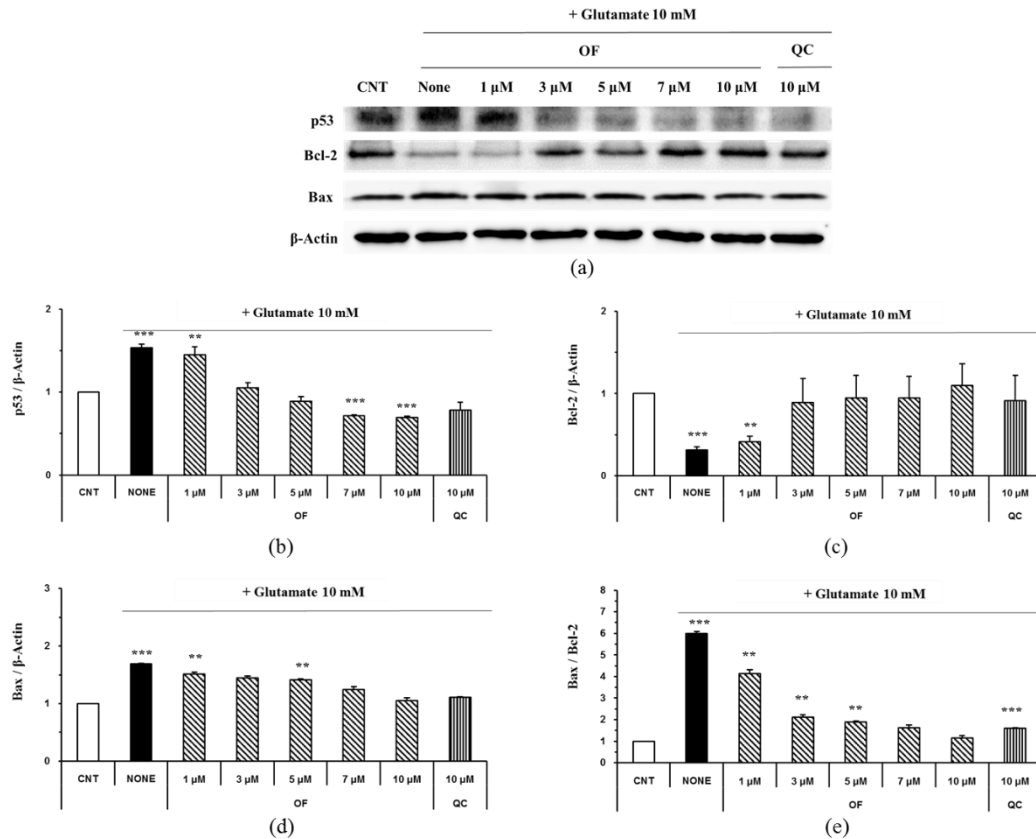 + Glutamate 10 mM
OF QC
CNT None 1 µM 3 µM 5 µM 7 µM 10 µM 10 µM
p53
Bcl-2
Bax
β-Actin
(a)
p53 / β-Actin
2
1
0
+ Glutamate 10 mM
*** ** *** ***
CNT NONE 1 µM 3 µM 5 µM 7 µM 10 µM 10 µM
OF QC
(b)
Bcl-2 / β-Actin
2
1
0
+ Glutamate 10 mM
*** **
CNT NONE 1 µM 3 µM 5 µM 7 µM 10 µM 10 µM
OF QC
(c)
Bax / β-Actin
3
2
1
0
+ Glutamate 10 mM
*** ** **
CNT NONE 1 µM 3 µM 5 µM 7 µM 10 µM 10 µM
OF QC
(d)
Bax / Bcl-2
8
7
6
5
4
3
2
1
0
+ Glutamate 10 mM
*** ** ** ** ***
CNT NONE 1 µM 3 µM 5 µM 7 µM 10 µM 10 µM
OF QC
(e)